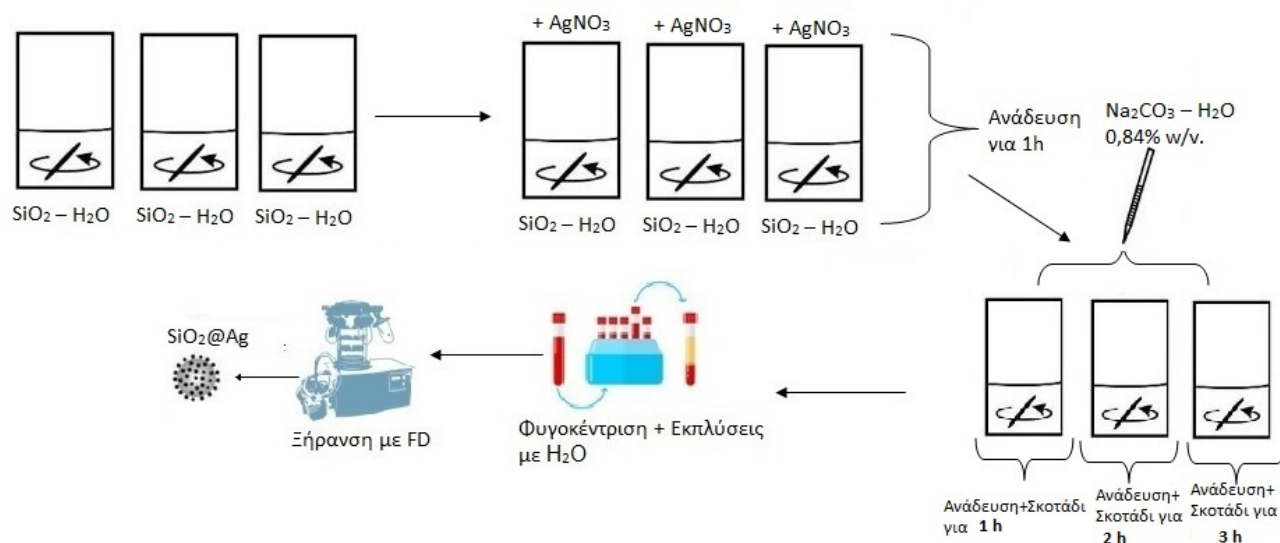 + AgNO₃
+ AgNO₃
+ AgNO₃
SiO₂ – H₂O
SiO₂ – H₂O
SiO₂ – H₂O
SiO₂ – H₂O
SiO₂ – H₂O
SiO₂ – H₂O
Ανάδευση
για 1h
Na₂CO₃ – H₂O
0,84% w/v.
Ανάδευση+Σκοτάδι
για 1 h
Ανάδευση+
Σκοτάδι για
2 h
Ανάδευση+
Σκοτάδι για
3 h
Φυγοκέντριση + Εκπλύσεις
με H₂O
Ξήρανση με FD
SiO₂@Ag